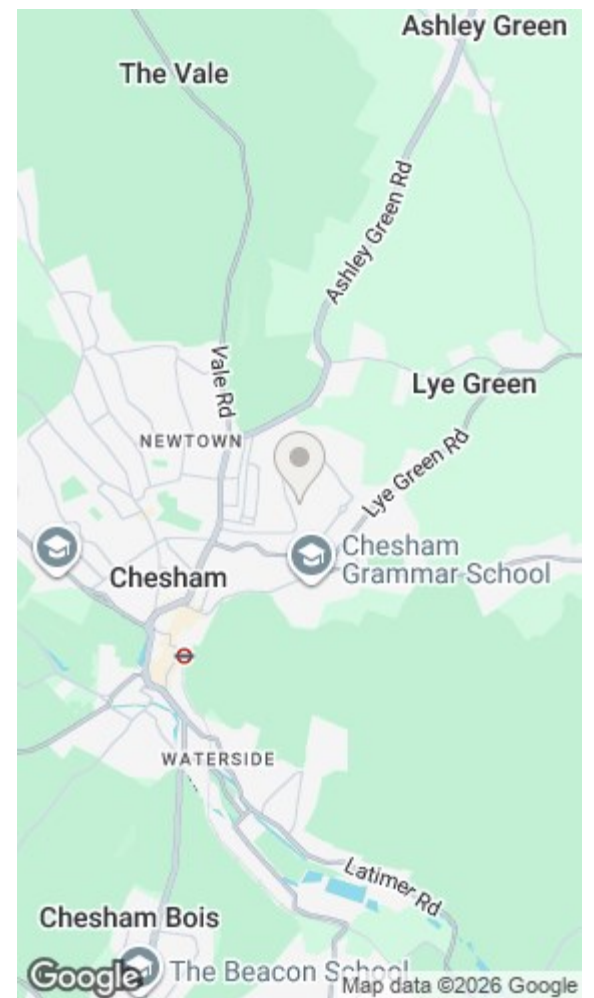 Ashley Green
The Vale
Ashley Green Rd
Vale Rd
Lye Green
NEWTOWN
Lye Green Rd
Chesham
Grammar School
Chesham
WATERSIDE
Latimer Rd
Chesham Bois
The Beacon School
Google
Map data ©2026 Google